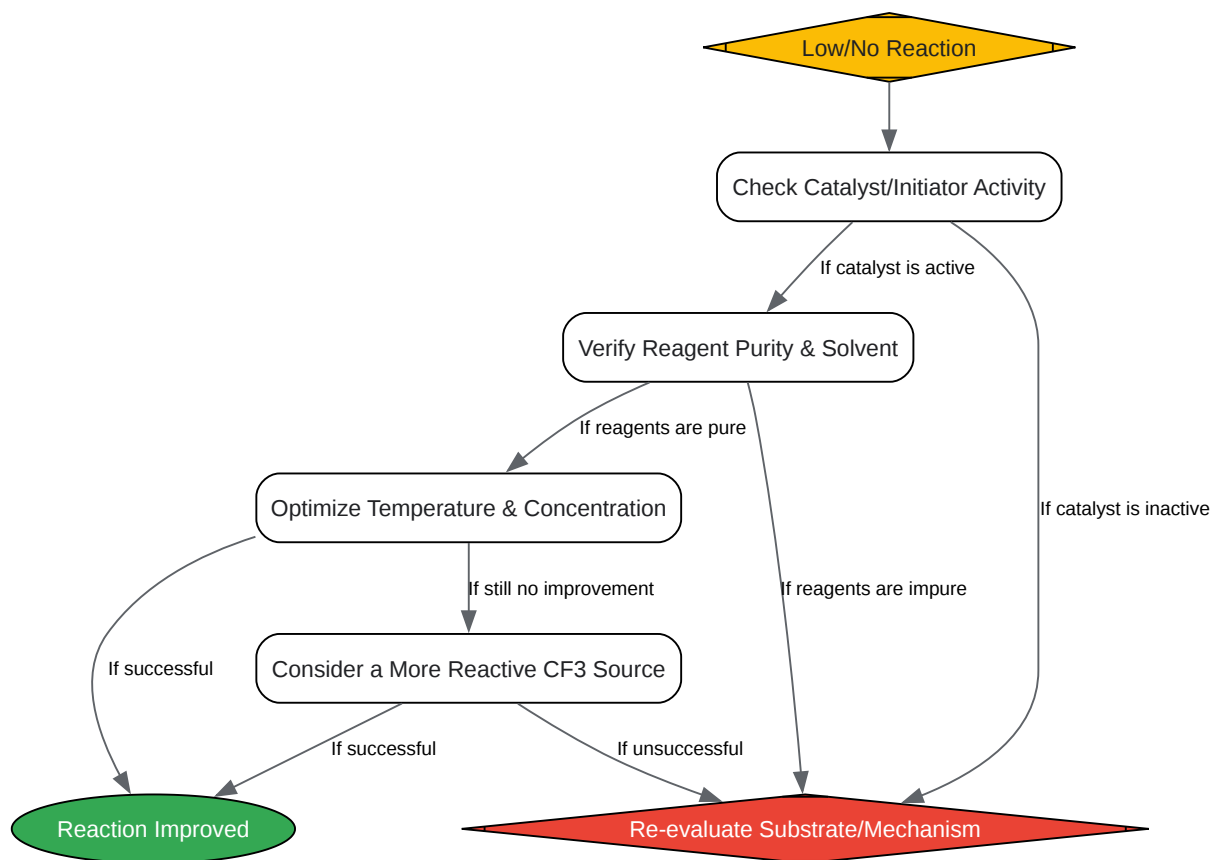 Low/No Reaction
Check Catalyst/Initiator Activity
If catalyst is active
Verify Reagent Purity & Solvent
If reagents are pure
Optimize Temperature & Concentration
If catalyst is inactive
If still no improvement
If reagents are impure
If successful
Consider a More Reactive CF3 Source
If successful
If unsuccessful
Reaction Improved
Re-evaluate Substrate/Mechanism